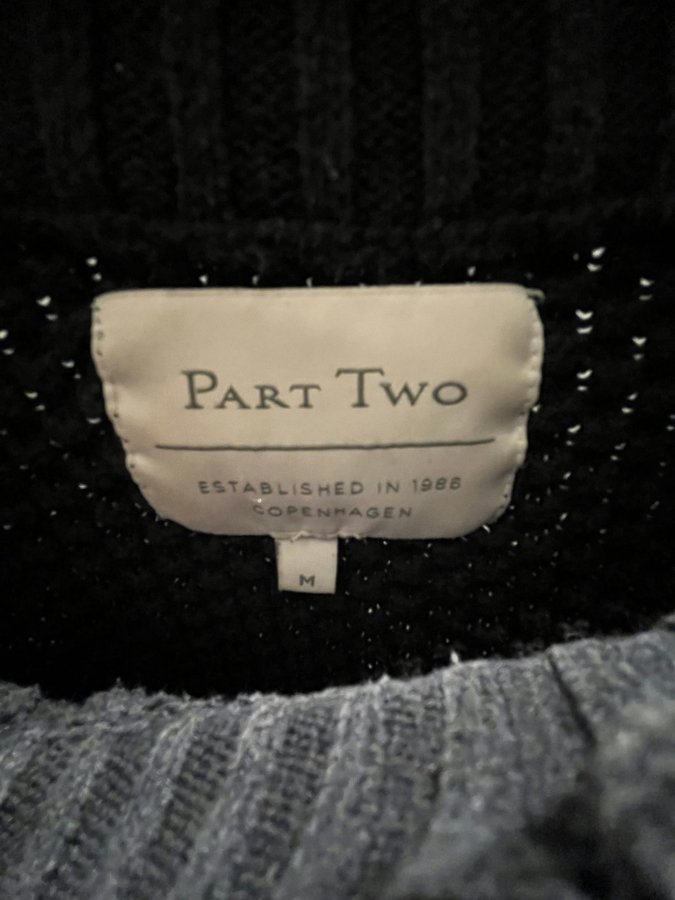 PART TWO
ESTABLISHED IN 1986
COPENHAGEN
M